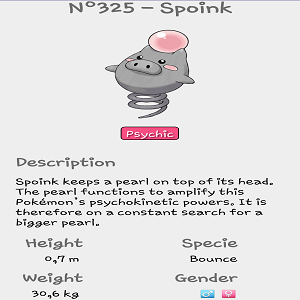 Nº325 - Spoink
Psychic
Description
Spoink keeps a pearl on top of its head.
The pearl functions to amplify this
Pokémon's psychokinetic powers. It is
therefore on a constant search for a
bigger pearl.
Height Specie
0,7 m Bounce
Weight Gender
30,6 kg ♂ ♀